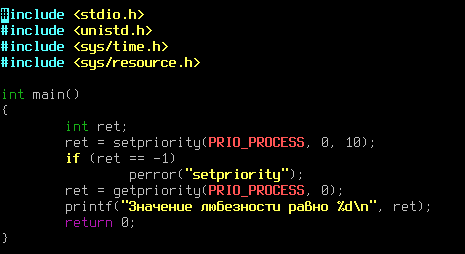 #include <stdio.h>
#include <unistd.h>
#include <sys/time.h>
#include <sys/resource.h>

int main()
{
        int ret;
        ret = setpriority(PRIO_PROCESS, 0, 10);
        if (ret == -1)
                perror("setpriority");
        ret = getpriority(PRIO_PROCESS, 0);
        printf("Значение любезности равно %d\n", ret);
        return 0;
}